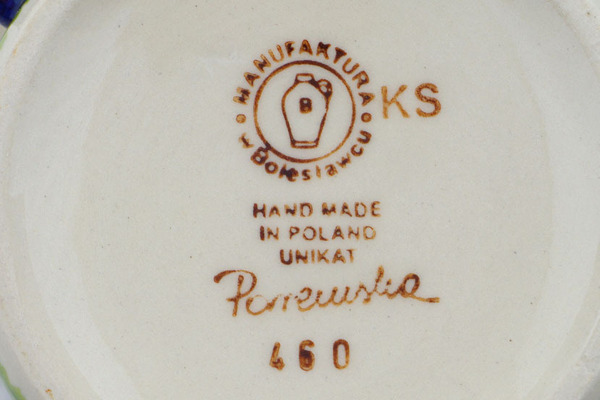 MANUFAKTURA
B
w Bolesławcu
KS
HAND MADE
IN POLAND
UNIKAT
460